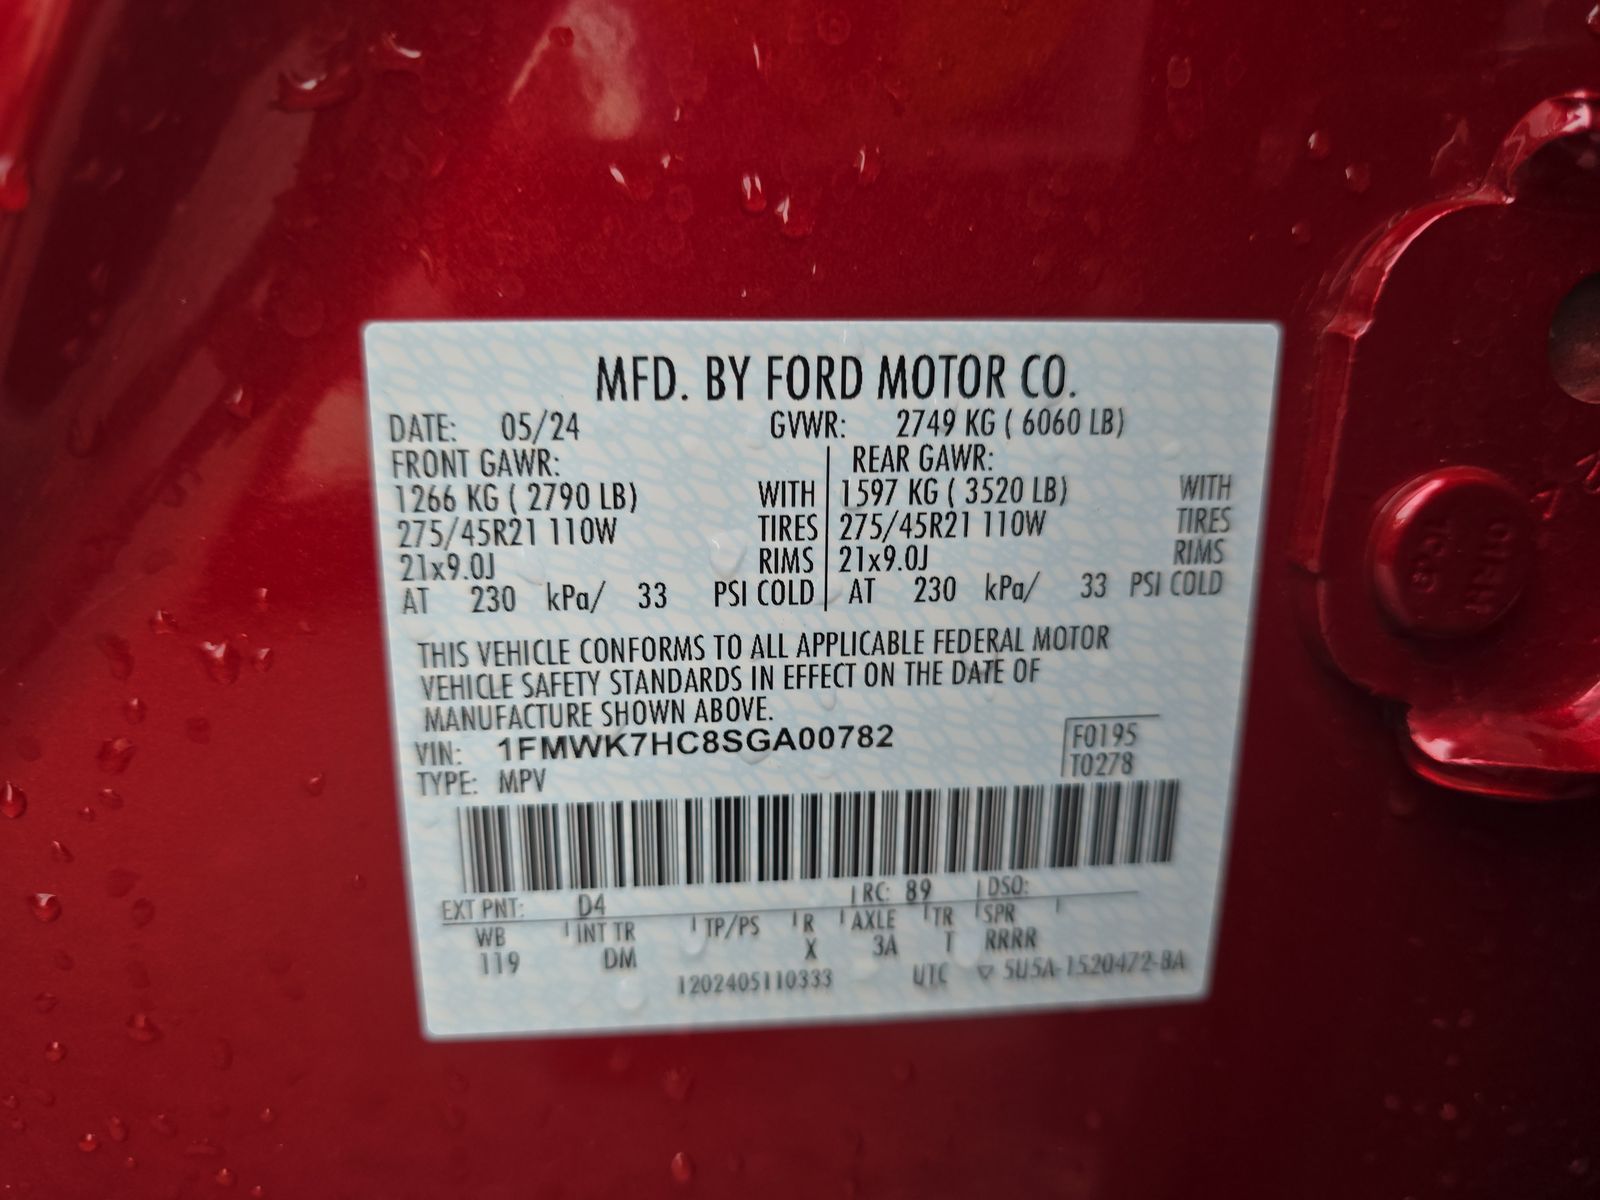 MFD. BY FORD MOTOR CO.
DATE: 05/24 GVWR: 2749 KG ( 6060 LB)
FRONT GAWR: REAR GAWR:
1266 KG ( 2790 LB) WITH 1597 KG ( 3520 LB) WITH
275/45R21 110W TIRES 275/45R21 110W TIRES
21x9.0J RIMS 21x9.0J RIMS
AT 230 kPa/ 33 PSI COLD AT 230 kPa/ 33 PSI COLD
THIS VEHICLE CONFORMS TO ALL APPLICABLE FEDERAL MOTOR
VEHICLE SAFETY STANDARDS IN EFFECT ON THE DATE OF
MANUFACTURE SHOWN ABOVE.
VIN: 1FMWK7HC8SGA00782
F0195
T0278
TYPE: MPV
EXT PNT: D4 RC: 89 DSO:
WB INT TR TP/PS R AXLE TR SPR
119 DM X 3A T RRRR
1202405110333 UTC ▽ 5U5A-1520472-BA